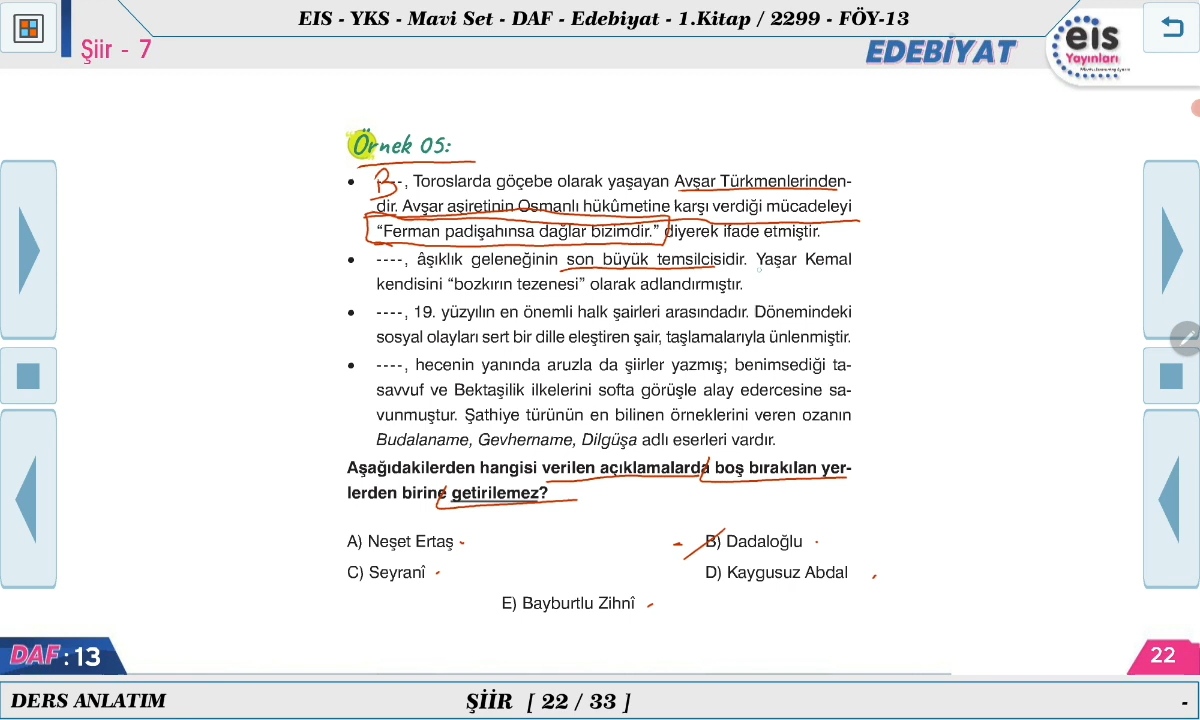 EIS - YKS - Mavi Set - DAF - Edebiyat - 1.Kitap / 2299 - FÖY-13
Şiir - 7
EDEBİYAT
eis
Yayınları
Örnek 05:
• B ----, Toroslarda göçebe olarak yaşayan Avşar Türkmenlerinden-
dir. Avşar aşiretinin Osmanlı hükûmetine karşı verdiği mücadeleyi
“Ferman padişahınsa dağlar bizimdir.” diyerek ifade etmiştir.
• ----, âşıklık geleneğinin son büyük temsilcisidir. Yaşar Kemal
kendisini “bozkırın tezenesi” olarak adlandırmıştır.
• ----, 19. yüzyılın en önemli halk şairleri arasındadır. Dönemindeki
sosyal olayları sert bir dille eleştiren şair, taşlamalarıyla ünlenmiştir.
• ----, hecenin yanında aruzla da şiirler yazmış; benimsediği ta-
savvuf ve Bektaşilik ilkelerini softa görüşle alay edercesine sa-
vunmuştur. Şathiye türünün en bilinen örneklerini veren ozanın
Budalaname, Gevhername, Dilgüşa adlı eserleri vardır.
Aşağıdakilerden hangisi verilen açıklamalarda boş bırakılan yer-
lerden birine getirilemez?
A) Neşet Ertaş
B) Dadaloğlu
C) Seyranî
D) Kaygusuz Abdal
E) Bayburtlu Zihnî
DAF : 13
22
DERS ANLATIM
ŞİİR [ 22 / 33 ]
-